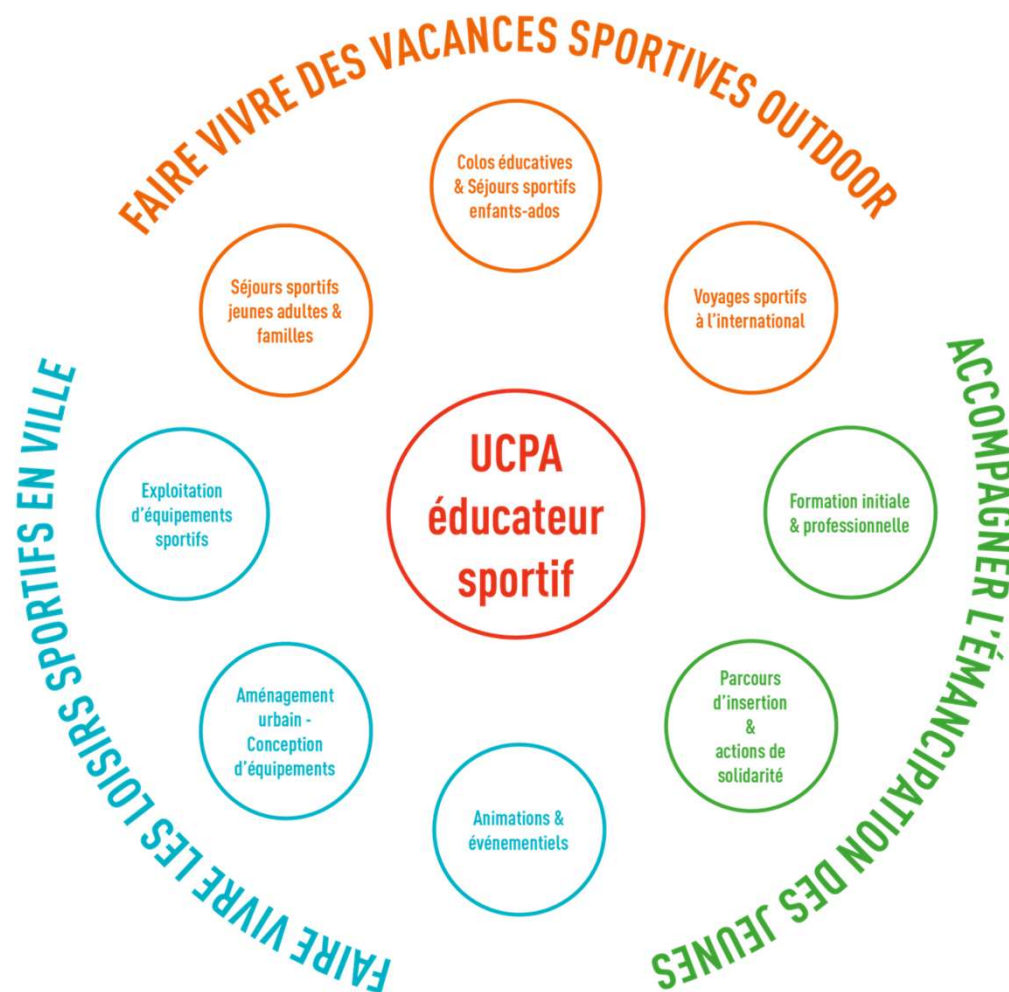 FAIRE VIVRE DES VACANCES SPORTIVES OUTDOOR
Colos éducatives
& Séjours sportifs
enfants-ados
Séjours sportifs
jeunes adultes &
familles
Voyages sportifs
à l'international
ACCOMPAGNER L'ÉMANCIPATION DES JEUNES
Formation initiale
& professionnelle
Parcours
d'insertion
&
actions de
solidarité
FAIRE VIVRE LES LOISIRS SPORTIFS EN VILLE
Exploitation
d'équipements
sportifs
Aménagement
urbain -
Conception
d'équipements
Animations &
événementiels
UCPA
éducateur
sportif